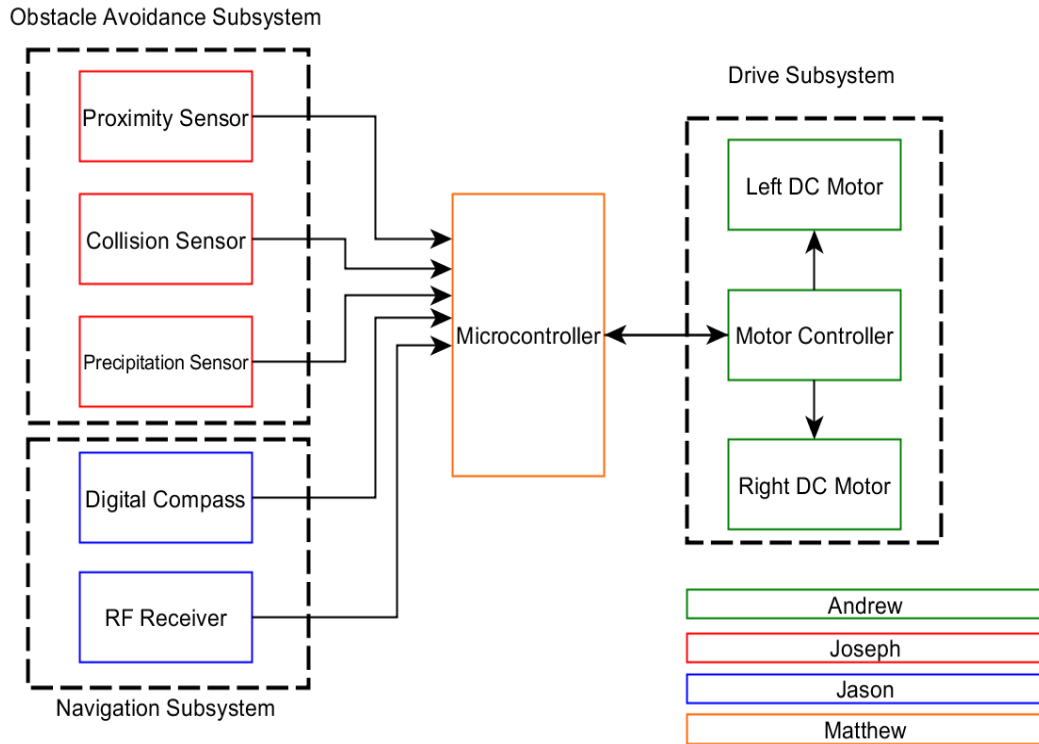 Obstacle Avoidance Subsystem
Proximity Sensor
Collision Sensor
Precipitation Sensor
Digital Compass
RF Receiver
Navigation Subsystem
Microcontroller
Drive Subsystem
Left DC Motor
Motor Controller
Right DC Motor
Andrew
Joseph
Jason
Matthew